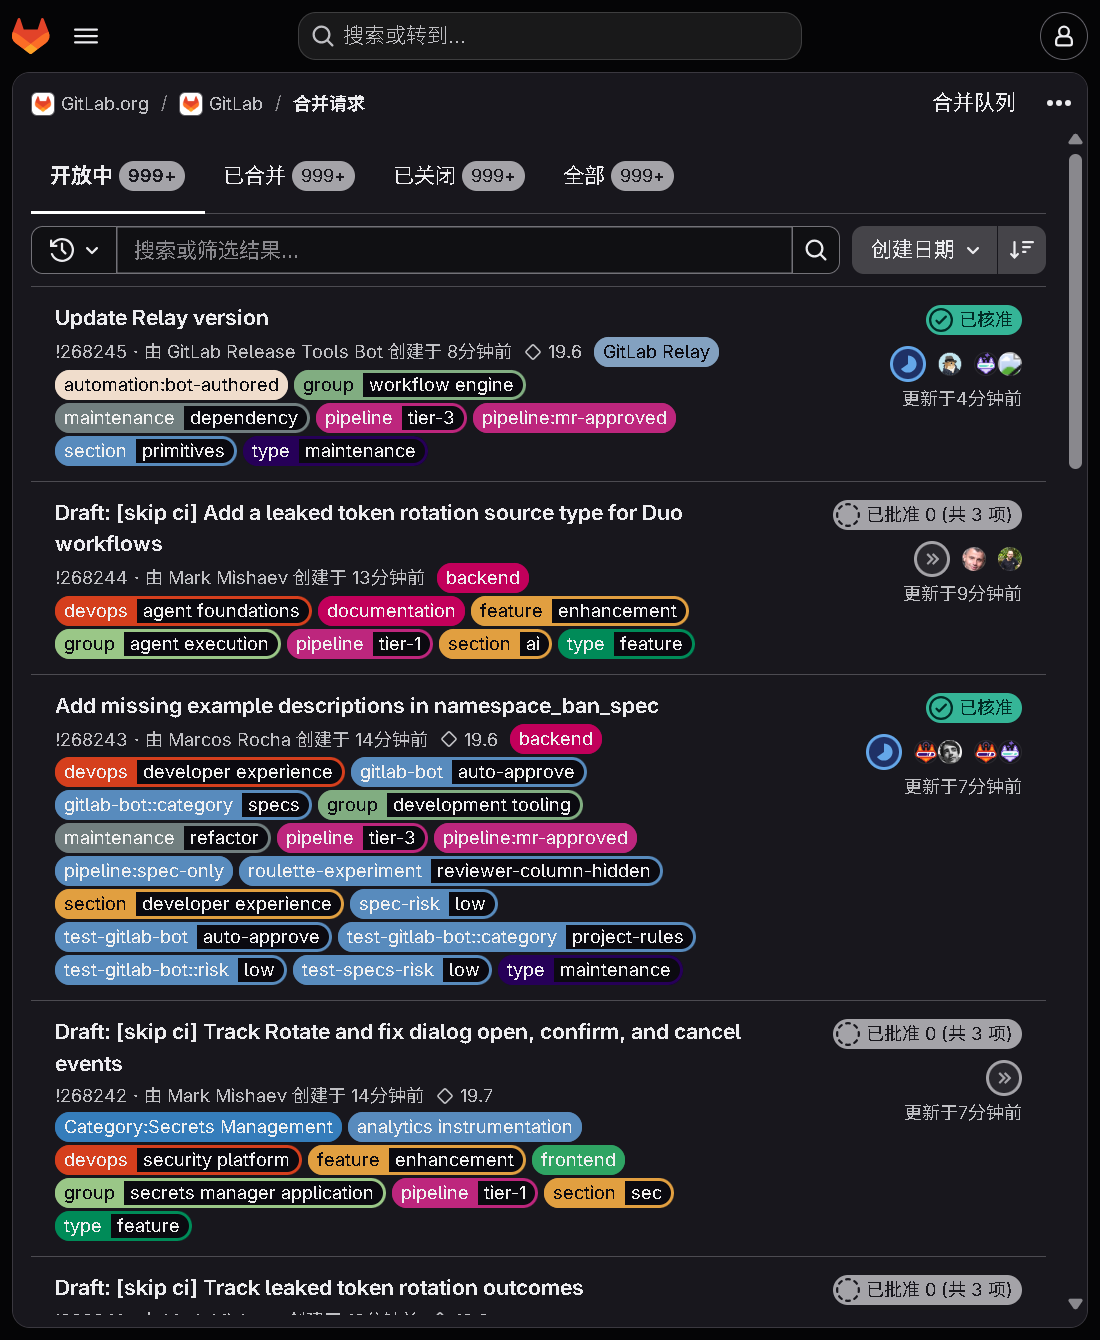 搜索或转到...
GitLab.org / GitLab / 合并请求
合并队列
开放中 999+ 已合并 999+ 已关闭 999+ 全部 999+
搜索或筛选结果...
创建日期
Update Relay version
已核准
!268245 · 由 GitLab Release Tools Bot 创建于 8分钟前 19.6 GitLab Relay
automation:bot-authored group workflow engine
更新于4分钟前
maintenance dependency pipeline tier-3 pipeline:mr-approved
section primitives type maintenance
Draft: [skip ci] Add a leaked token rotation source type for Duo
workflows
已批准 0 (共 3 项)
!268244 · 由 Mark Mishaev 创建于 13分钟前 backend
更新于9分钟前
devops agent foundations documentation feature enhancement
group agent execution pipeline tier-1 section ai type feature
Add missing example descriptions in namespace_ban_spec
已核准
!268243 · 由 Marcos Rocha 创建于 14分钟前 19.6 backend
devops developer experience gitlab-bot auto-approve
更新于7分钟前
gitlab-bot::category specs group development tooling
maintenance refactor pipeline tier-3 pipeline:mr-approved
pipeline:spec-only roulette-experiment reviewer-column-hidden
section developer experience spec-risk low
test-gitlab-bot auto-approve test-gitlab-bot::category project-rules
test-gitlab-bot::risk low test-specs-risk low type maintenance
Draft: [skip ci] Track Rotate and fix dialog open, confirm, and cancel
events
已批准 0 (共 3 项)
!268242 · 由 Mark Mishaev 创建于 14分钟前 19.7
更新于7分钟前
Category:Secrets Management analytics instrumentation
devops security platform feature enhancement frontend
group secrets manager application pipeline tier-1 section sec
type feature
Draft: [skip ci] Track leaked token rotation outcomes
已批准 0 (共 3 项)